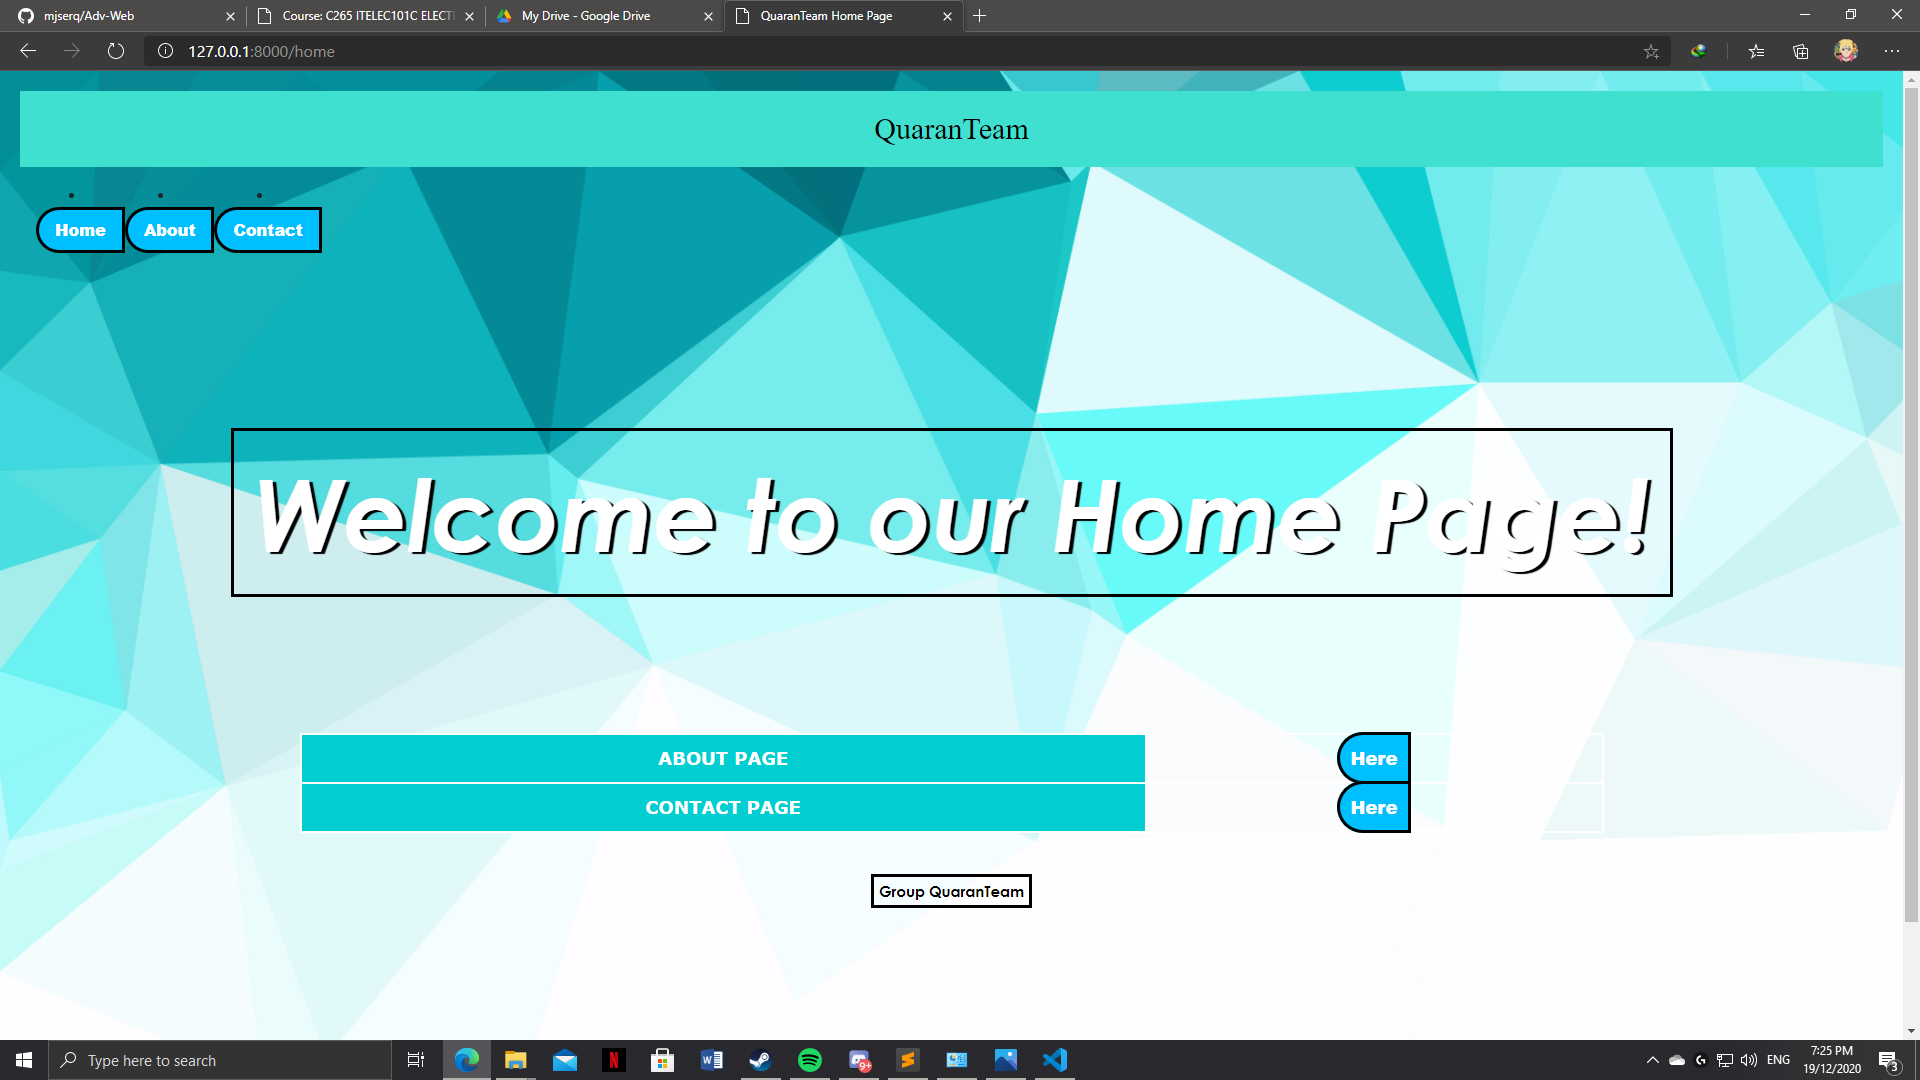 mjserq/Adv-Web
Course: C265 ITELEC101C ELECTI
My Drive - Google Drive
QuaranTeam Home Page
127.0.0.1:8000/home
QuaranTeam
Home
About
Contact
Welcome to our Home Page!
ABOUT PAGE
Here
CONTACT PAGE
Here
Group QuaranTeam
Type here to search
N
W
9+
S
ENG
7:25 PM
19/12/2020
3